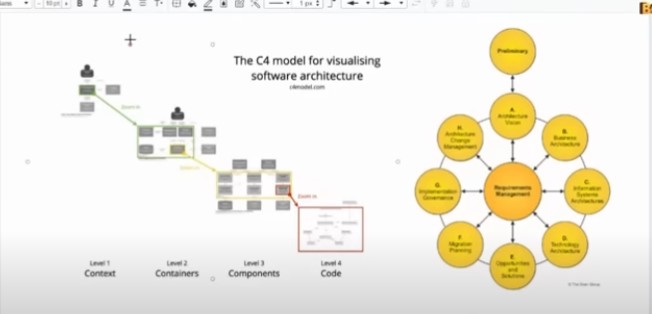 10 pt
B I U A
1 px
The C4 model for visualising
software architecture
c4model.com
Zoom in
Zoom in
Zoom in
Level 1
Context
Level 2
Containers
Level 3
Components
Level 4
Code
Preliminary
A.
Architecture
Vision
B.
Business
Architecture
C.
Information
Systems
Architectures
D.
Technology
Architecture
E.
Opportunities
and
Solutions
F.
Migration
Planning
G.
Implementation
Governance
H.
Architecture
Change
Management
Requirements
Management
© The Open Group